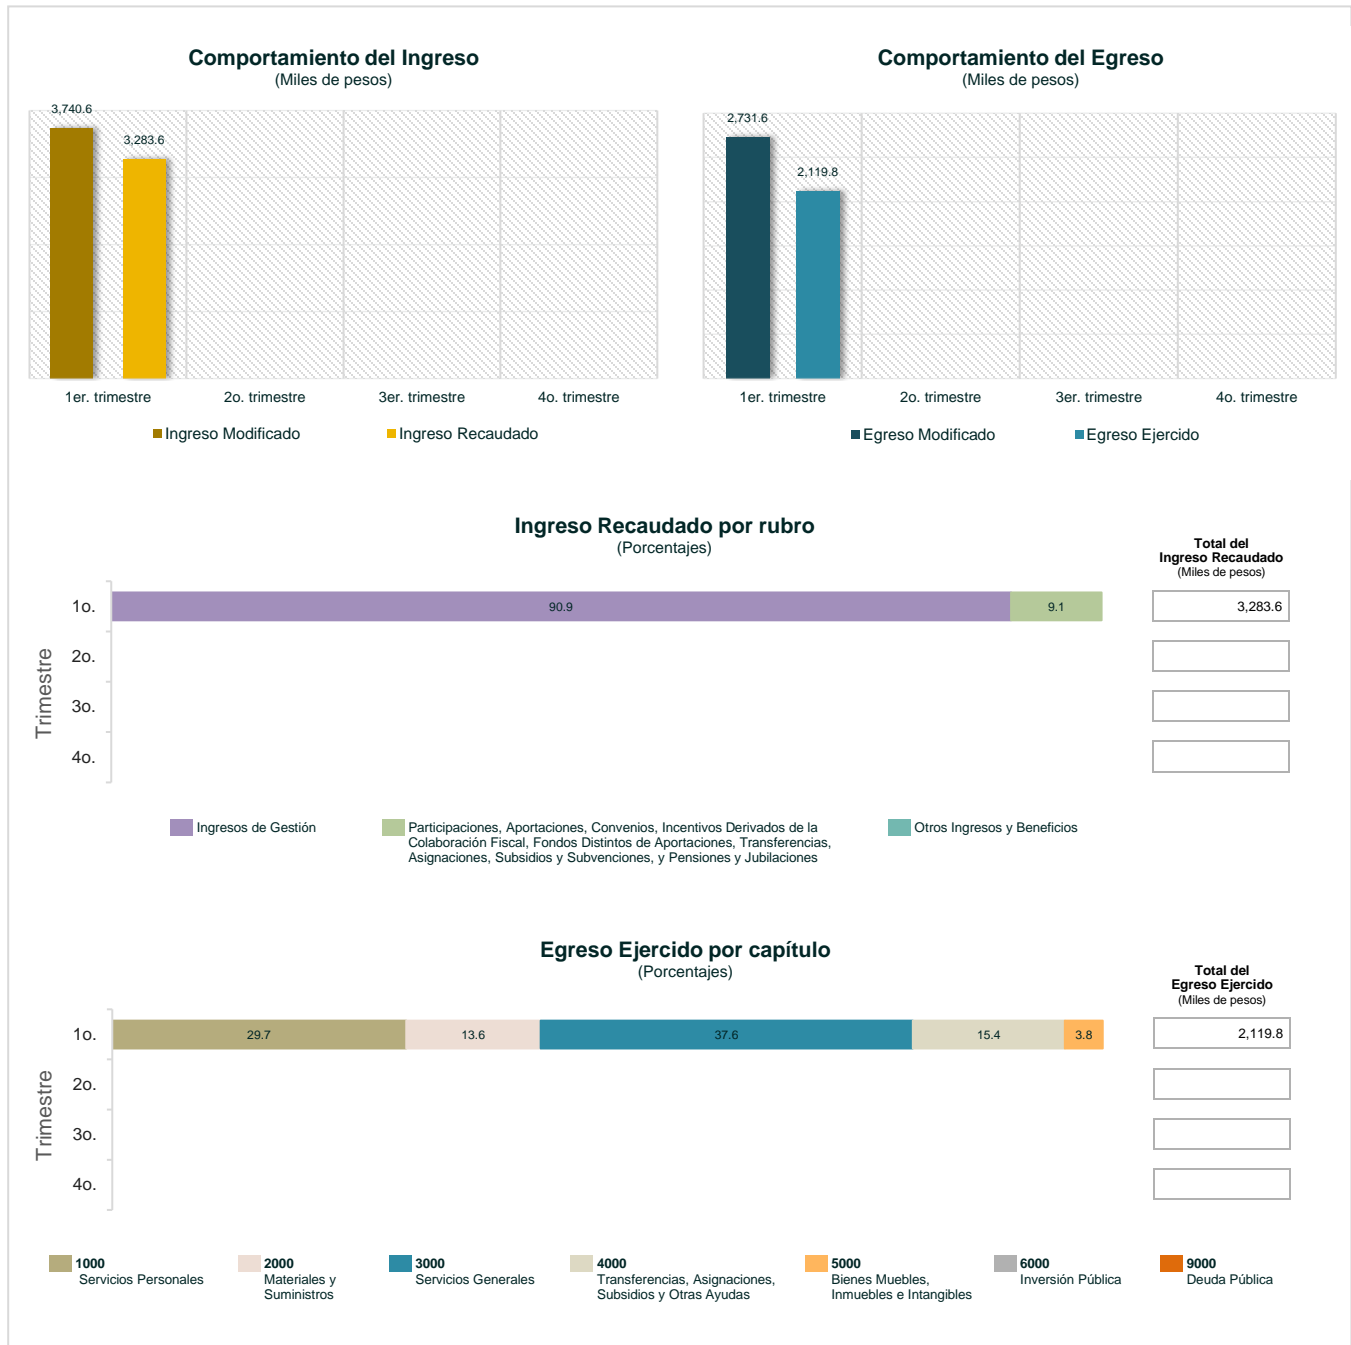 Comportamiento del Ingreso
(Miles de pesos)
3,740.6
3,283.6
1er. trimestre
2o. trimestre
3er. trimestre
4o. trimestre
Ingreso Modificado
Ingreso Recaudado
Comportamiento del Egreso
(Miles de pesos)
2,731.6
2,119.8
1er. trimestre
2o. trimestre
3er. trimestre
4o. trimestre
Egreso Modificado
Egreso Ejercido
Ingreso Recaudado por rubro
(Porcentajes)
Total del
Ingreso Recaudado
(Miles de pesos)
Trimestre
1o.
90.9
9.1
3,283.6
2o.
3o.
4o.
Ingresos de Gestión
Participaciones, Aportaciones, Convenios, Incentivos Derivados de la
Colaboración Fiscal, Fondos Distintos de Aportaciones, Transferencias,
Asignaciones, Subsidios y Subvenciones, y Pensiones y Jubilaciones
Otros Ingresos y Beneficios
Egreso Ejercido por capítulo
(Porcentajes)
Total del
Egreso Ejercido
(Miles de pesos)
Trimestre
1o.
29.7
13.6
37.6
15.4
3.8
2,119.8
2o.
3o.
4o.
1000
Servicios Personales
2000
Materiales y
Suministros
3000
Servicios Generales
4000
Transferencias, Asignaciones,
Subsidios y Otras Ayudas
5000
Bienes Muebles,
Inmuebles e Intangibles
6000
Inversión Pública
9000
Deuda Pública